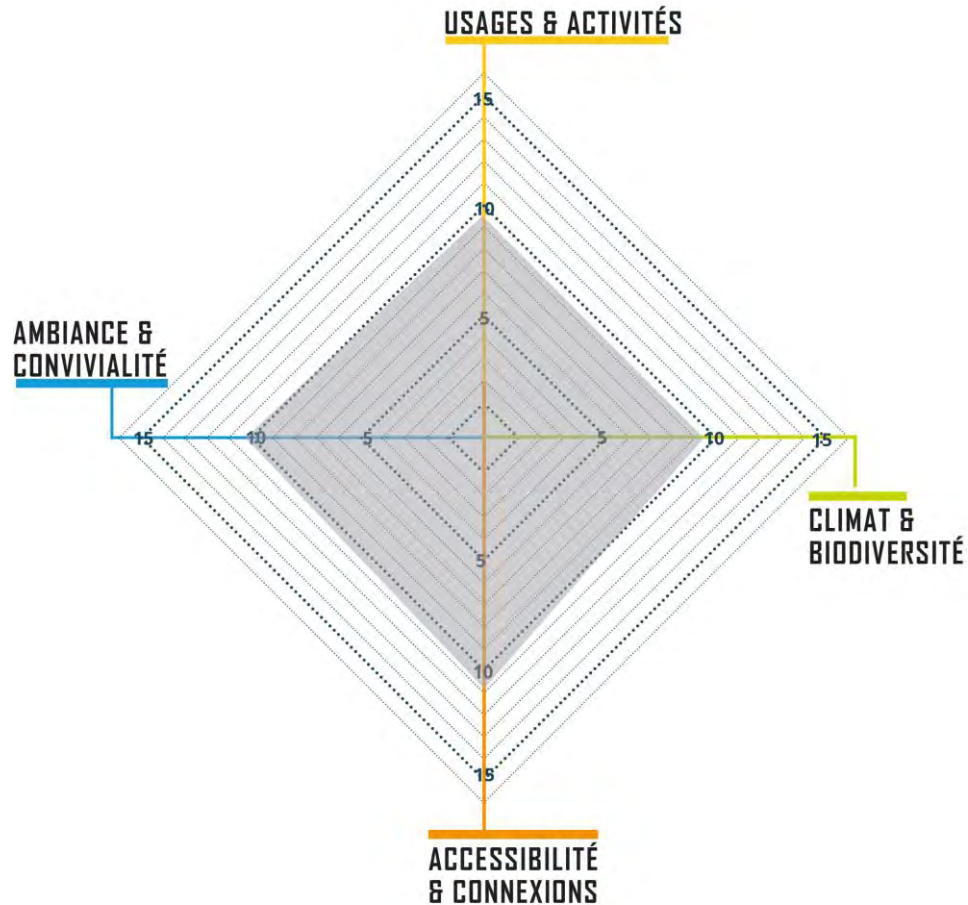 USAGES & ACTIVITÉS
15
10
5
AMBIANCE &
CONVIVIALITÉ
15 10 5 5 10 15
CLIMAT &
BIODIVERSITÉ
5
10
15
ACCESSIBILITÉ
& CONNEXIONS